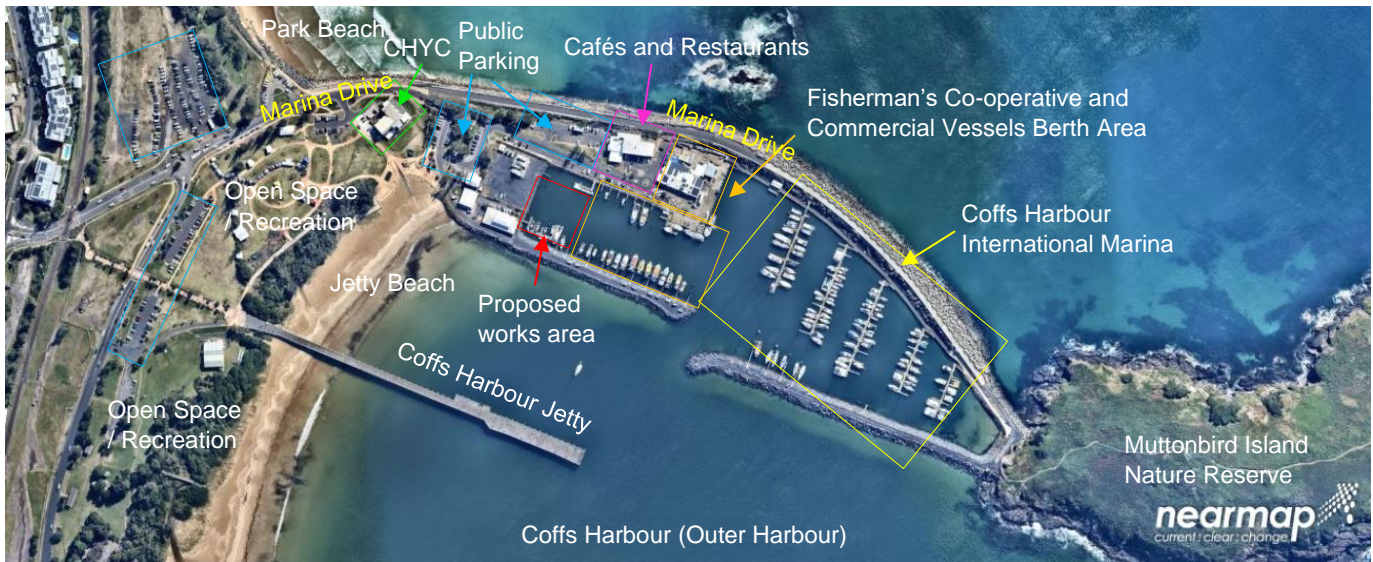 Park Beach
CHYC
Public
Parking
Cafés and Restaurants
Marina Drive
Marina Drive
Fisherman's Co-operative and
Commercial Vessels Berth Area
Open Space
/ Recreation
Coffs Harbour
International Marina
Jetty Beach
Proposed
works area
Coffs Harbour Jetty
Open Space
/ Recreation
Muttonbird Island
Nature Reserve
Coffs Harbour (Outer Harbour)
nearmap
current:clear:change